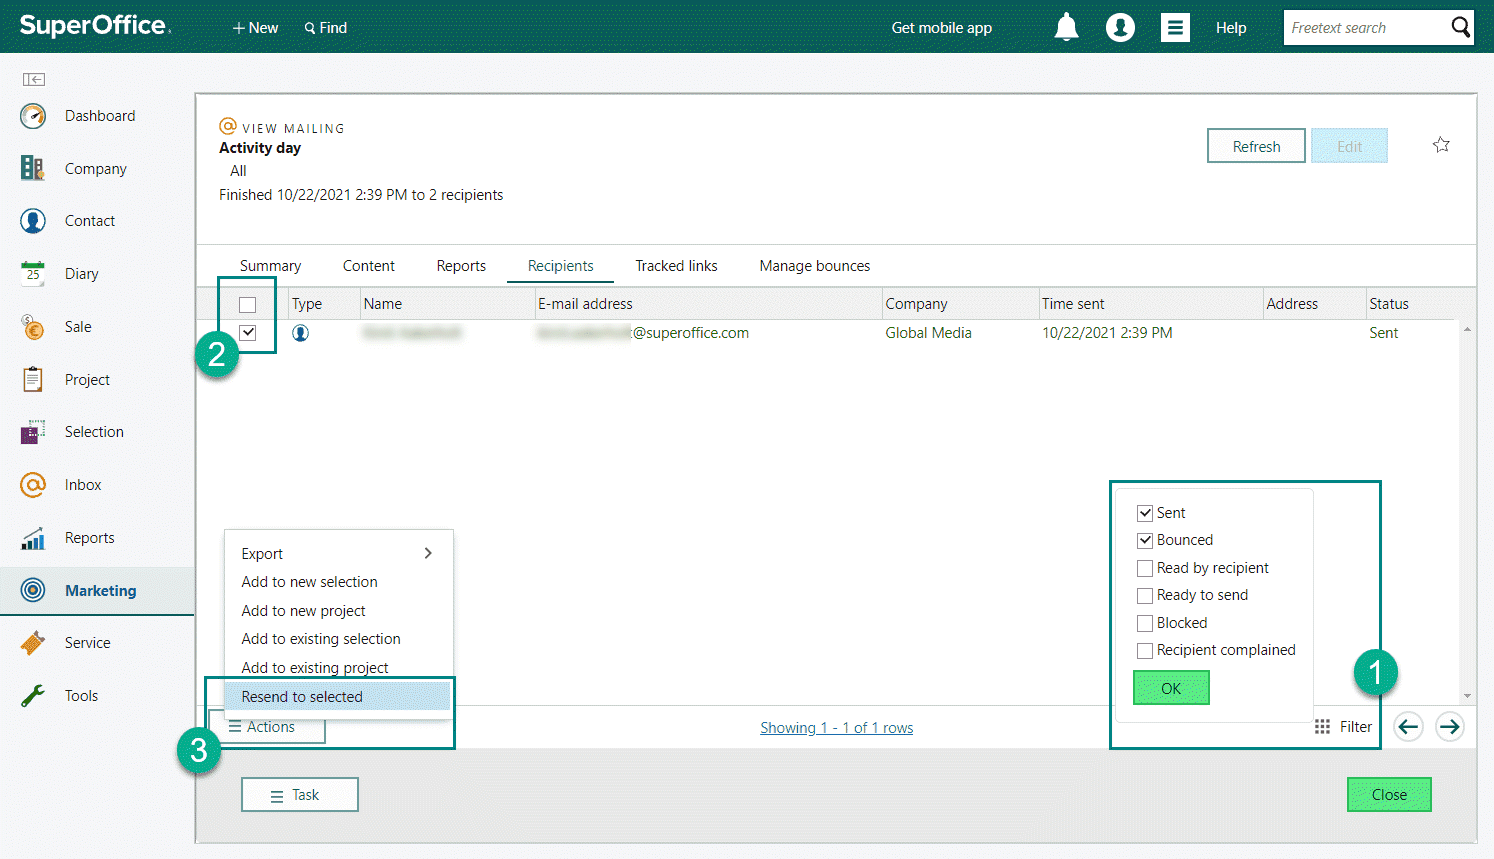 SuperOffice
+ New
Find
Get mobile app
Help
Freetext search
Dashboard
Company
Contact
25
Diary
Sale
Project
Selection
Inbox
Reports
Marketing
Service
Tools
VIEW MAILING
Activity day
All
Finished 10/22/2021 2:39 PM to 2 recipients
Refresh
Edit
Summary
Content
Reports
Recipients
Tracked links
Manage bounces
Type
Name
E-mail address
Company
Time sent
Address
Status
@superoffice.com
Global Media
10/22/2021 2:39 PM
Sent
2
Export
Add to new selection
Add to new project
Add to existing selection
Add to existing project
Resend to selected
Actions
3
Showing 1 - 1 of 1 rows
Sent
Bounced
Read by recipient
Ready to send
Blocked
Recipient complained
OK
1
Filter
Task
Close